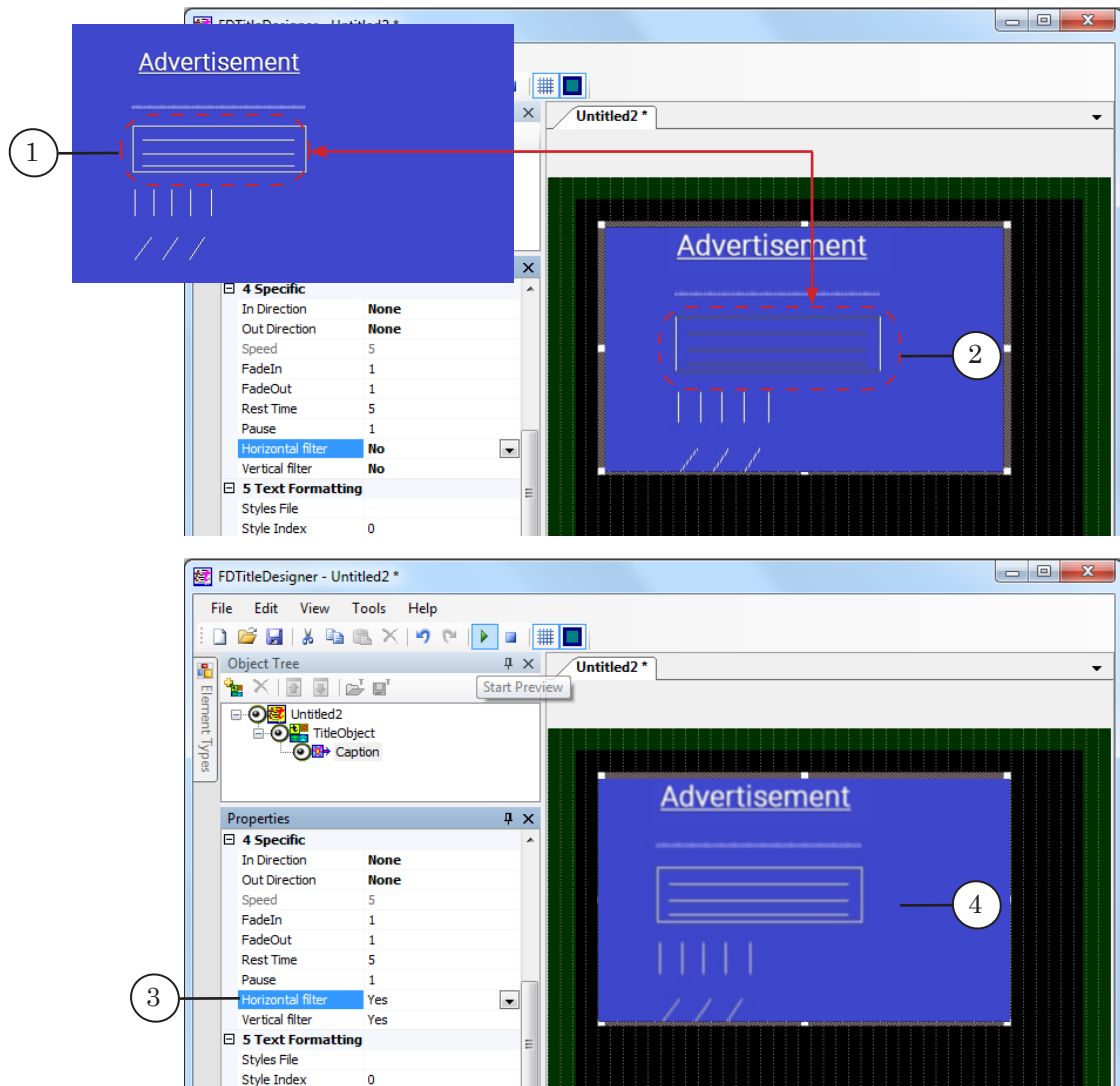 FDTitleDesigner - Untitled2 *
Advertisement
Untitled2 *
1
Advertisement
2
4 Specific
In Direction None
Out Direction None
Speed 5
FadeIn 1
FadeOut 1
Rest Time 5
Pause 1
Horizontal filter No
Vertical filter No
5 Text Formatting
Styles File
Style Index 0
FDTitleDesigner - Untitled2 *
File Edit View Tools Help
Object Tree
Untitled2 *
Start Preview
Element Types
Untitled2
TitleObject
Caption
Advertisement
Properties
4 Specific
In Direction None
Out Direction None
Speed 5
4
FadeIn 1
FadeOut 1
Rest Time 5
Pause 1
3
Horizontal filter Yes
Vertical filter Yes
5 Text Formatting
Styles File
Style Index 0